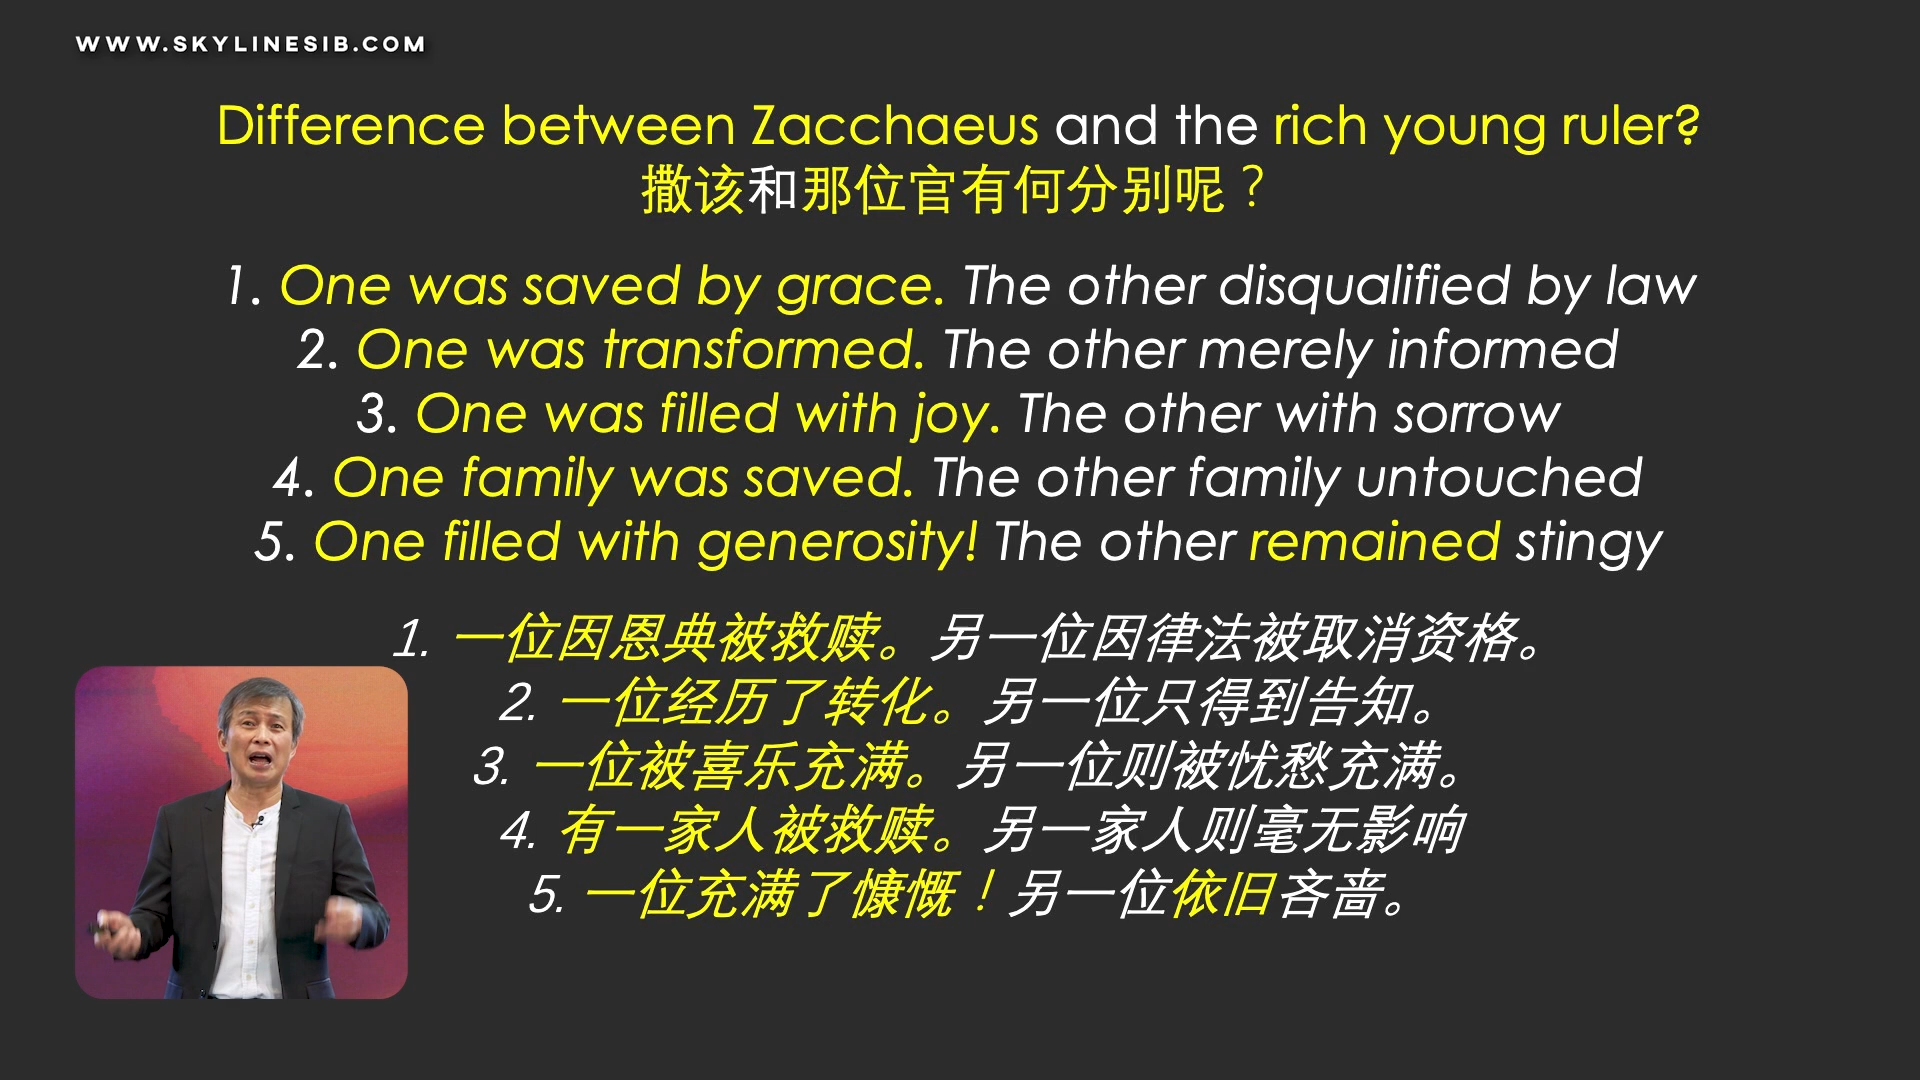 WWW.SKYLINESIB.COM
Difference between Zacchaeus and the rich young ruler?
撒该和那位官有何分别呢？
1. One was saved by grace. The other disqualified by law
2. One was transformed. The other merely informed
3. One was filled with joy. The other with sorrow
4. One family was saved. The other family untouched
5. One filled with generosity! The other remained stingy
1. 一位因恩典被救赎。另一位因律法被取消资格。
2. 一位经历了转化。另一位只得到告知。
3. 一位被喜乐充满。另一位则被忧愁充满。
4. 有一家人被救赎。另一家人则毫无影响
5. 一位充满了慷慨！另一位依旧吝啬。